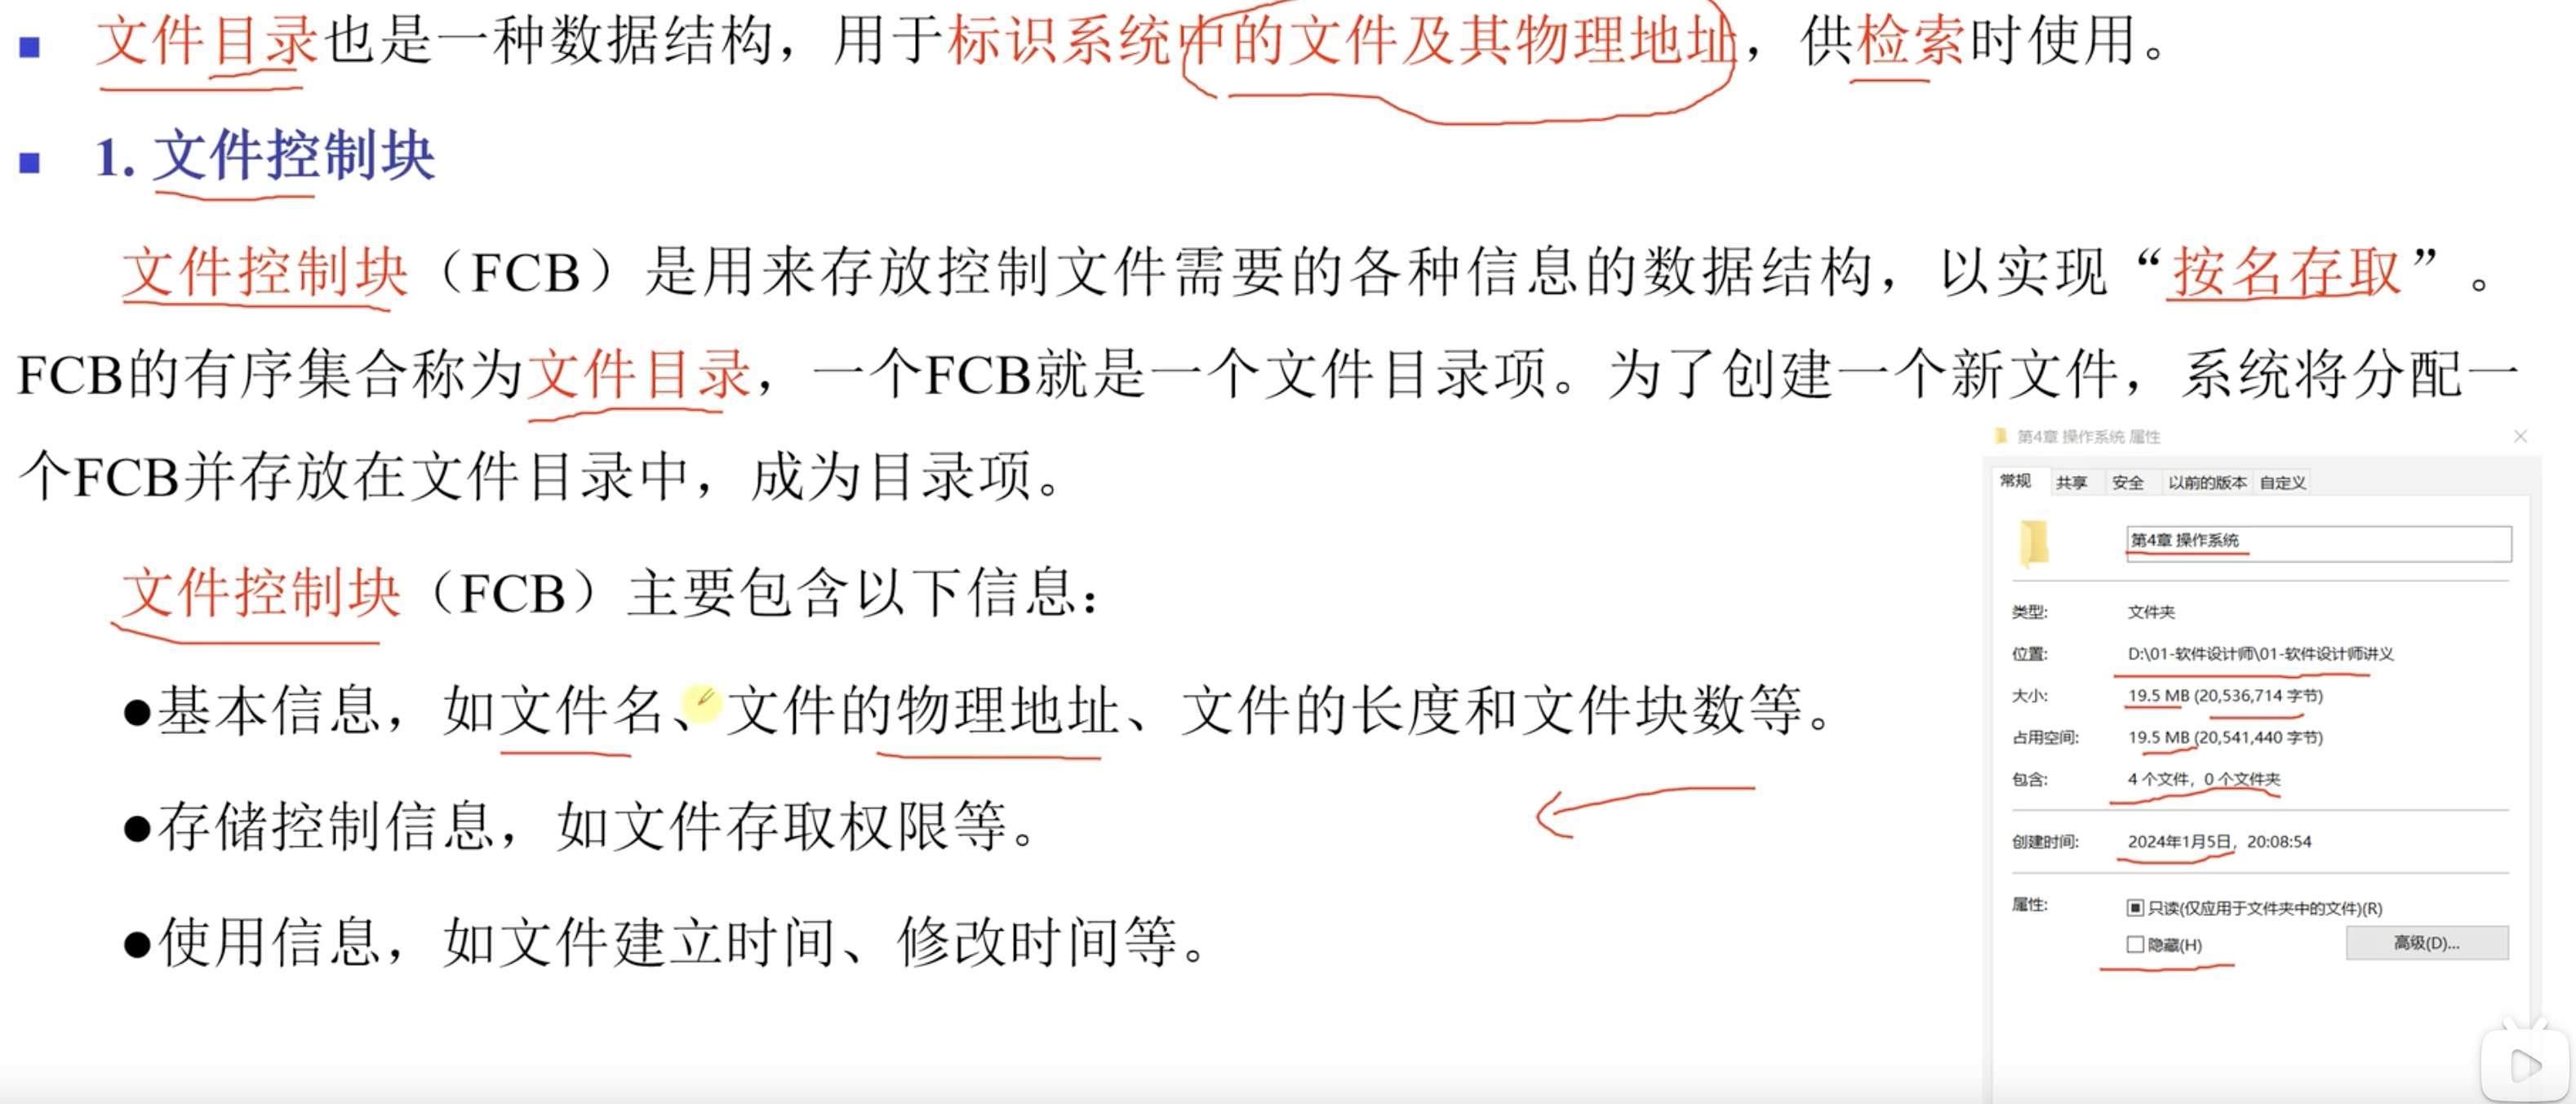 文件目录也是一种数据结构，用于标识系统中的文件及其物理地址，供检索时使用。
1. 文件控制块
文件控制块（FCB）是用来存放控制文件需要的各种信息的数据结构，以实现“按名存取”。
FCB的有序集合称为文件目录，一个FCB就是一个文件目录项。为了创建一个新文件，系统将分配一
个FCB并存放在文件目录中，成为目录项。
文件控制块（FCB）主要包含以下信息：
●基本信息，如文件名、文件的物理地址、文件的长度和文件块数等。
●存储控制信息，如文件存取权限等。
●使用信息，如文件建立时间、修改时间等。
第4章 操作系统 属性
常规 共享 安全 以前的版本 自定义
第4章 操作系统
类型: 文件夹
位置: D:\01-软件设计师\01-软件设计师讲义
大小: 19.5 MB (20,536,714 字节)
占用空间: 19.5 MB (20,541,440 字节)
包含: 4 个文件，0 个文件夹
创建时间: 2024年1月5日，20:08:54
属性: 只读(仅应用于文件夹中的文件)(R)
隐藏(H) 高级(D)...